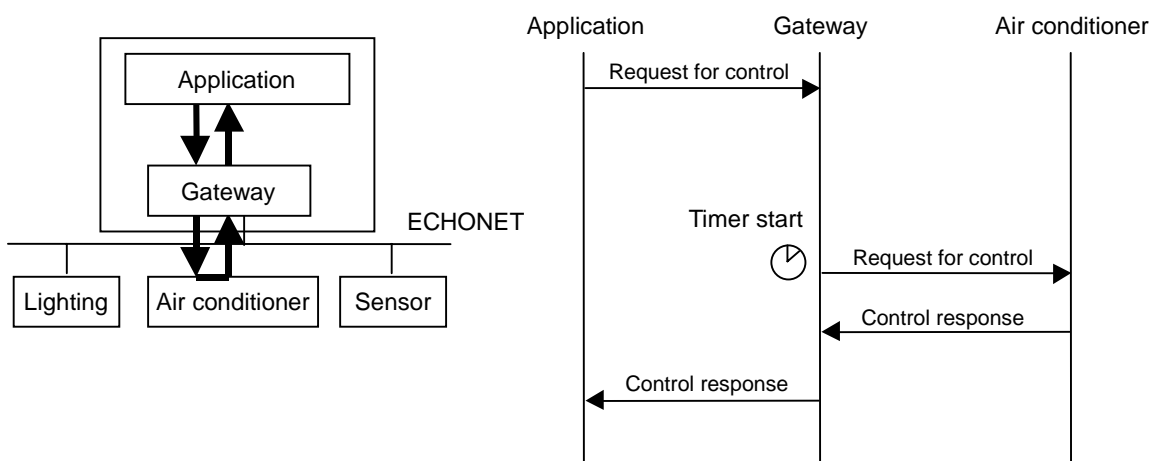 Application
Gateway
ECHONET
Lighting
Air conditioner
Sensor
Application
Gateway
Air conditioner
Request for control
Timer start
Request for control
Control response
Control response